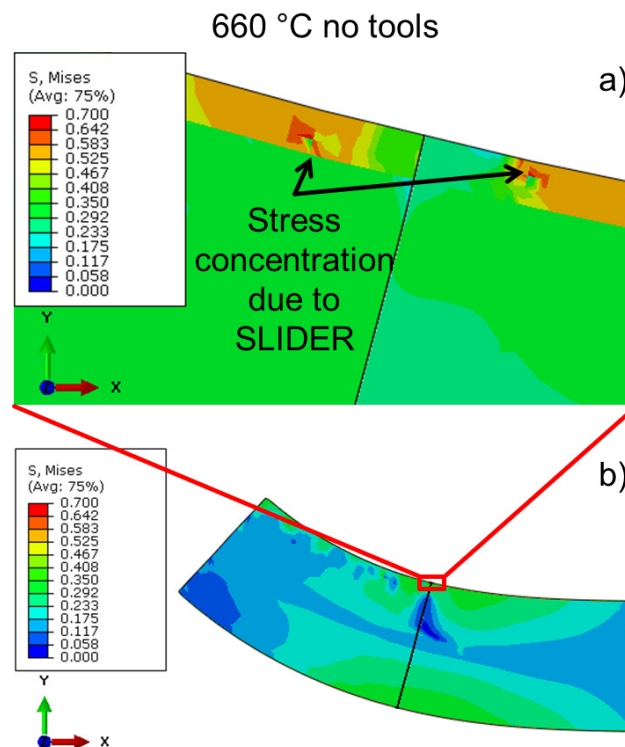 660 °C no tools
a)
S, Mises
(Avg: 75%)
0.700
0.642
0.583
0.525
0.467
0.408
0.350
0.292
0.233
0.175
0.117
0.058
0.000
Stress
concentration
due to
SLIDER
Y
Z
X
b)
S, Mises
(Avg: 75%)
0.700
0.642
0.583
0.525
0.467
0.408
0.350
0.292
0.233
0.175
0.117
0.058
0.000
Y
Z
X